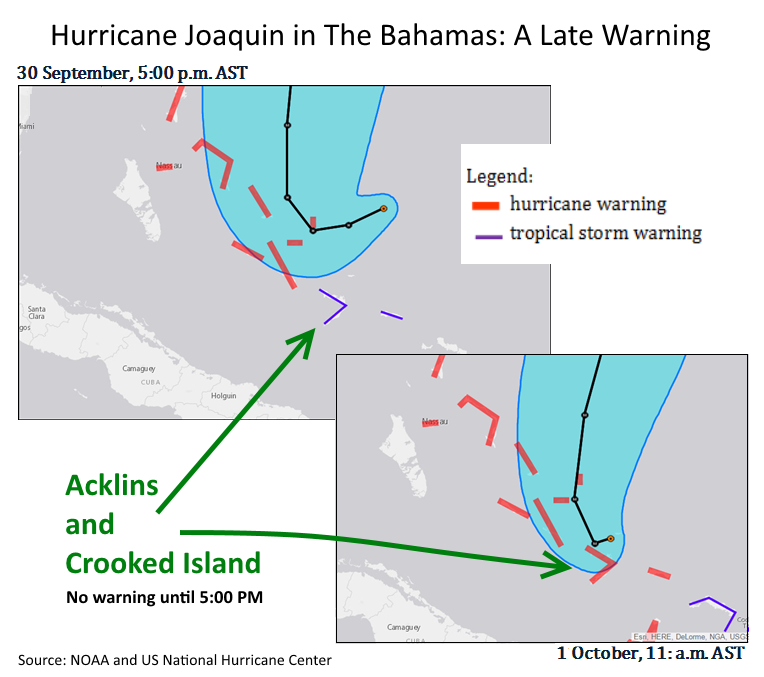 Hurricane Joaquin in The Bahamas: A Late Warning
30 September, 5:00 p.m. AST
Nassau
Santa
Clara
Camaguey
CUBA
Holguin
Legend:
hurricane warning
tropical storm warning
Nassau
Camaguey
CUBA
Esri, HERE, DeLorme, NGA, USGS
Acklins
and
Crooked Island
No warning until 5:00 PM
Source: NOAA and US National Hurricane Center
1 October, 11: a.m. AST